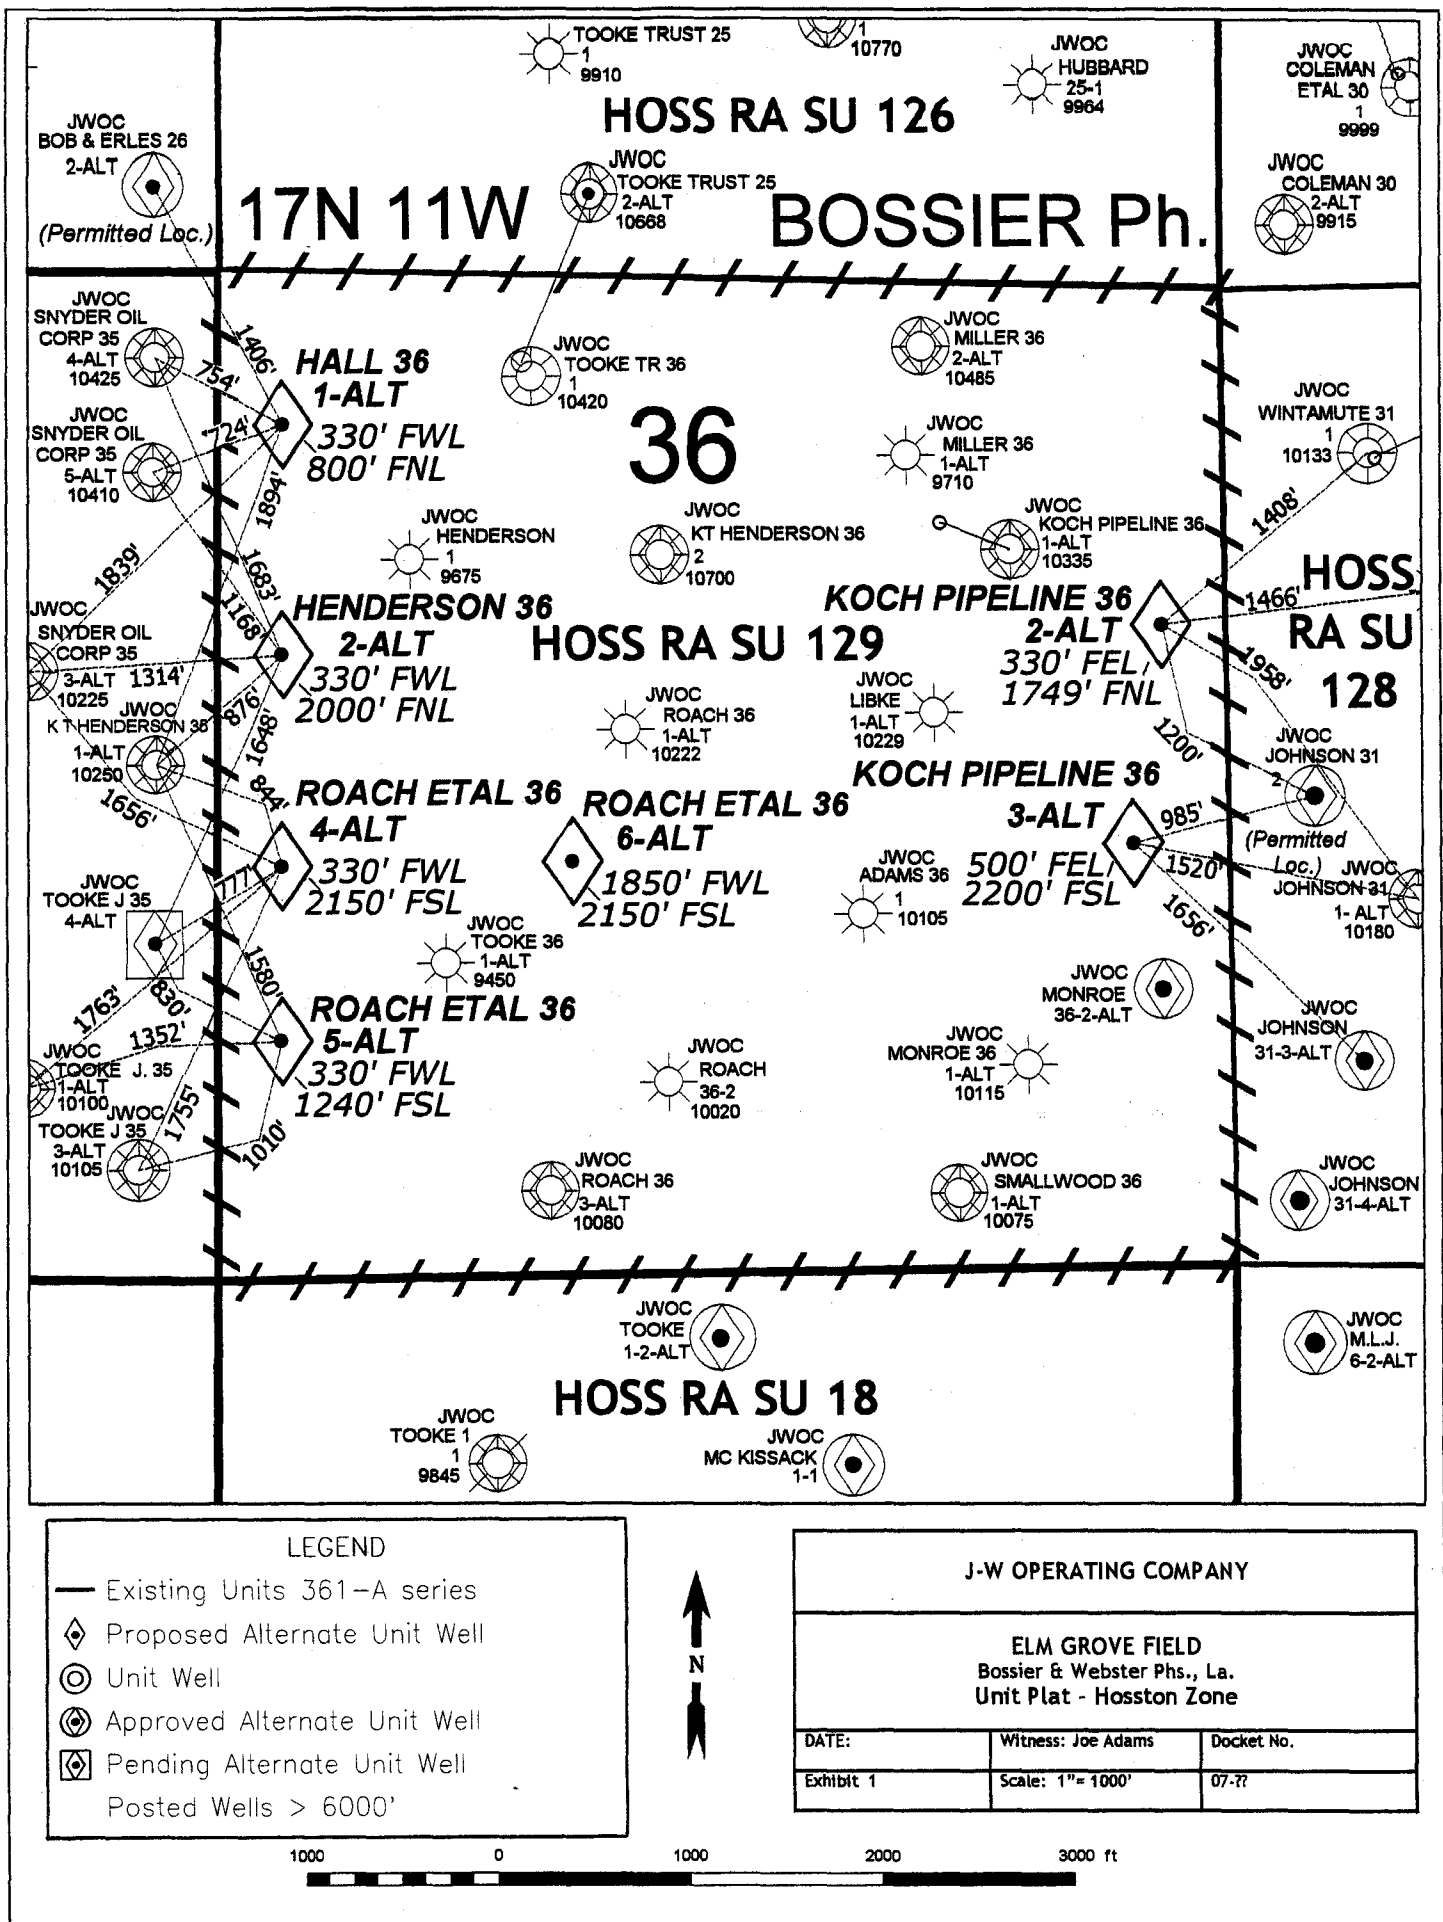 TOOKE TRUST 25
1
9910
1
10770
JWOC
HUBBARD
25-1
9964
JWOC
COLEMAN
ETAL 30
1
9999
HOSS RA SU 126
JWOC
BOB & ERLES 26
2-ALT
(Permitted Loc.)
JWOC
TOOKE TRUST 25
2-ALT
10668
JWOC
COLEMAN 30
2-ALT
9915
17N 11W
BOSSIER Ph.
JWOC
SNYDER OIL
CORP 35
4-ALT
10425
1406'
754'
HALL 36
1-ALT
330' FWL
800' FNL
JWOC
TOOKE TR 36
1
10420
JWOC
MILLER 36
2-ALT
10485
36
JWOC
SNYDER OIL
CORP 35
5-ALT
10410
724'
1894'
JWOC
MILLER 36
1-ALT
9710
JWOC
WINTAMUTE 31
1
10133
1408'
JWOC
HENDERSON
1
9675
JWOC
KT HENDERSON 36
2
10700
JWOC
KOCH PIPELINE 36
1-ALT
10335
1839'
1683'
1168'
HOSS
RA SU
128
JWOC
SNYDER OIL
CORP 35
3-ALT
10225
1314'
HENDERSON 36
2-ALT
330' FWL
2000' FNL
HOSS RA SU 129
KOCH PIPELINE 36
2-ALT
330' FEL
1749' FNL
1466'
1958'
1200'
JWOC
K T HENDERSON 35
1-ALT
10250
876'
1648'
844'
1656'
JWOC
ROACH 36
1-ALT
10222
JWOC
LIBKE
1-ALT
10229
JWOC
JOHNSON 31
2
(Permitted
Loc.)
ROACH ETAL 36
4-ALT
330' FWL
2150' FSL
ROACH ETAL 36
6-ALT
1850' FWL
2150' FSL
KOCH PIPELINE 36
3-ALT
500' FEL
2200' FSL
985'
1520'
1656'
JWOC
ADAMS 36
1
10105
JWOC
JOHNSON 31
1- ALT
10180
JWOC
TOOKE J 35
4-ALT
777'
1580'
830'
1763'
1352'
JWOC
TOOKE 36
1-ALT
9450
JWOC
MONROE
36-2-ALT
ROACH ETAL 36
5-ALT
330' FWL
1240' FSL
JWOC
TOOKE J. 35
1-ALT
10100
JWOC
ROACH
36-2
10020
JWOC
MONROE 36
1-ALT
10115
JWOC
JOHNSON
31-3-ALT
JWOC
TOOKE J 35
3-ALT
10105
1755'
1010'
JWOC
ROACH 36
3-ALT
10080
JWOC
SMALLWOOD 36
1-ALT
10075
JWOC
JOHNSON
31-4-ALT
JWOC
TOOKE
1-2-ALT
JWOC
M.L.J.
6-2-ALT
HOSS RA SU 18
JWOC
TOOKE 1
1
9845
JWOC
MC KISSACK
1-1
LEGEND
Existing Units 361-A series
Proposed Alternate Unit Well
Unit Well
Approved Alternate Unit Well
Pending Alternate Unit Well
Posted Wells > 6000'
N
J-W OPERATING COMPANY
ELM GROVE FIELD
Bossier & Webster Phs., La.
Unit Plat - Hosston Zone
DATE:
Witness: Joe Adams
Docket No.
Exhibit 1
Scale: 1"= 1000'
07-??
1000 0 1000 2000 3000 ft